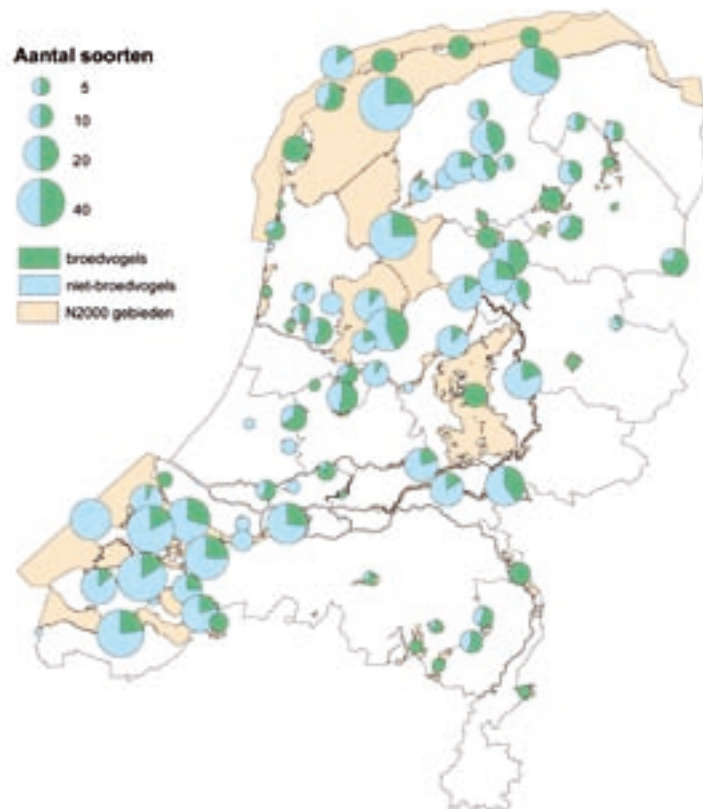 Aantal soorten
5
10
20
40
broedvogels
niet-broedvogels
N2000 gebieden